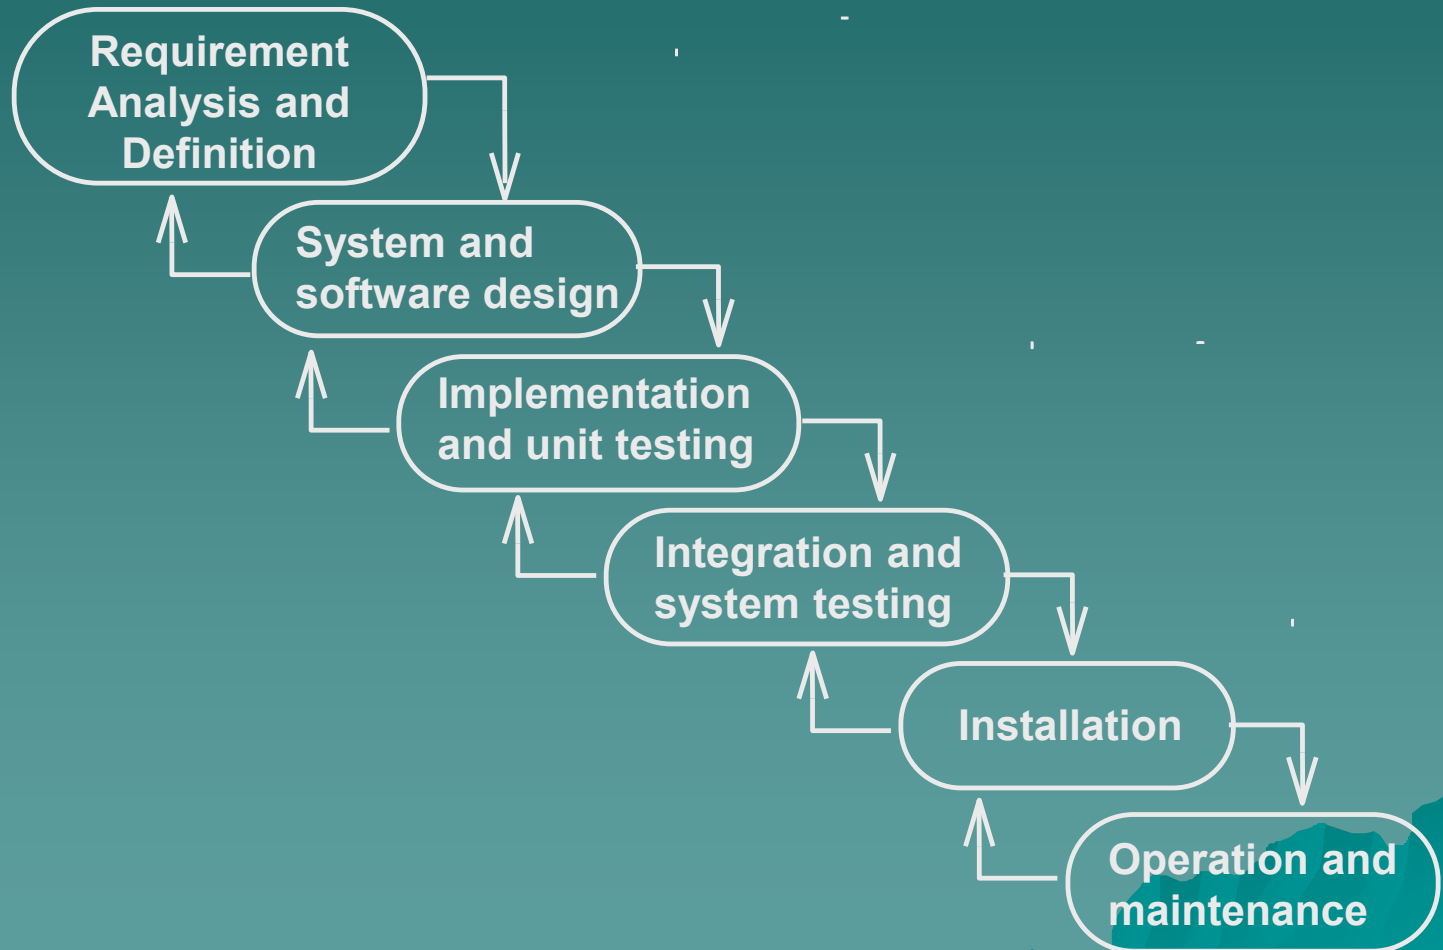 Requirement
Analysis and
Definition
System and
software design
Implementation
and unit testing
Integration and
system testing
Installation
Operation and
maintenance